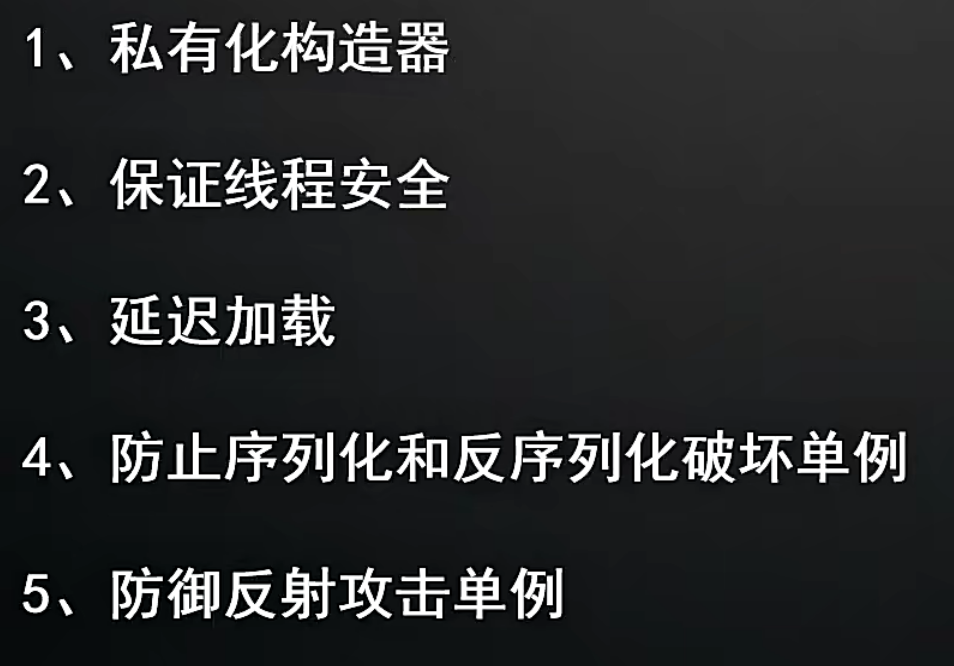 1、私有化构造器
2、保证线程安全
3、延迟加载
4、防止序列化和反序列化破坏单例
5、防御反射攻击单例